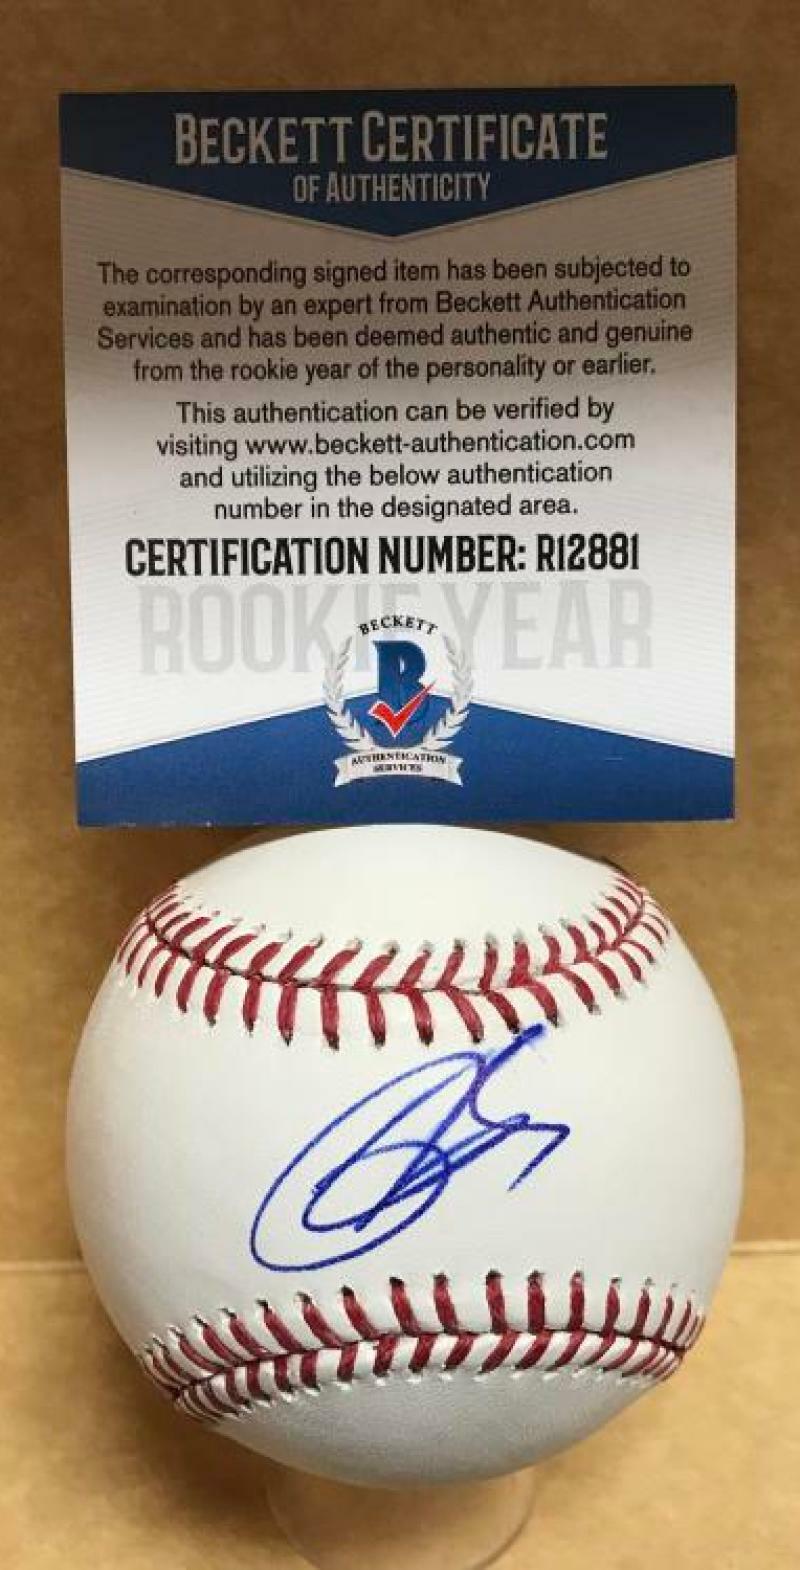 BECKETT CERTIFICATE
OF AUTHENTICITY
The corresponding signed item has been subjected to
examination by an expert from Beckett Authentication
Services and has been deemed authentic and genuine
from the rookie year of the personality or earlier.
This authentication can be verified by
visiting www.beckett-authentication.com
and utilizing the below authentication
number in the designated area.
CERTIFICATION NUMBER: R12881
ROOKIE YEAR
BECKETT
B
AUTHENTICATION
SERVICES